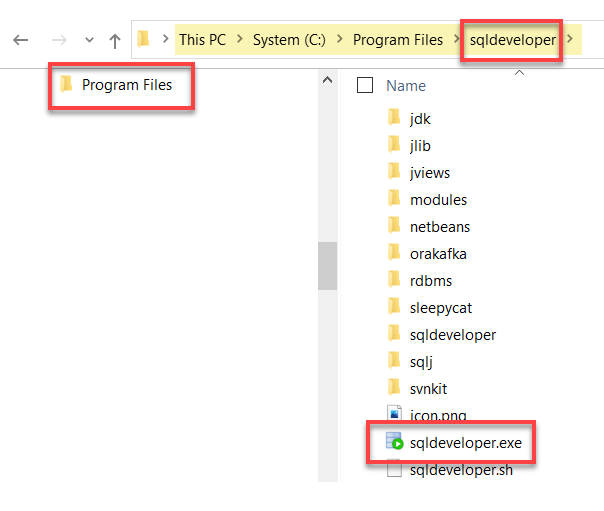 This PC > System (C:) > Program Files > sqldeveloper >
Program Files
Name
jdk
jlib
jviews
modules
netbeans
orakafka
rdbms
sleepycat
sqldeveloper
sqlj
svnkit
icon.png
sqldeveloper.exe
sqldeveloper.sh